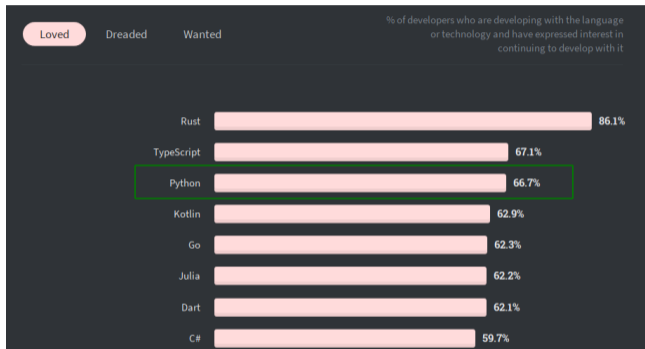 Loved Dreaded Wanted
% of developers who are developing with the language
or technology and have expressed interest in
continuing to develop with it
Rust 86.1%
TypeScript 67.1%
Python 66.7%
Kotlin 62.9%
Go 62.3%
Julia 62.2%
Dart 62.1%
C# 59.7%